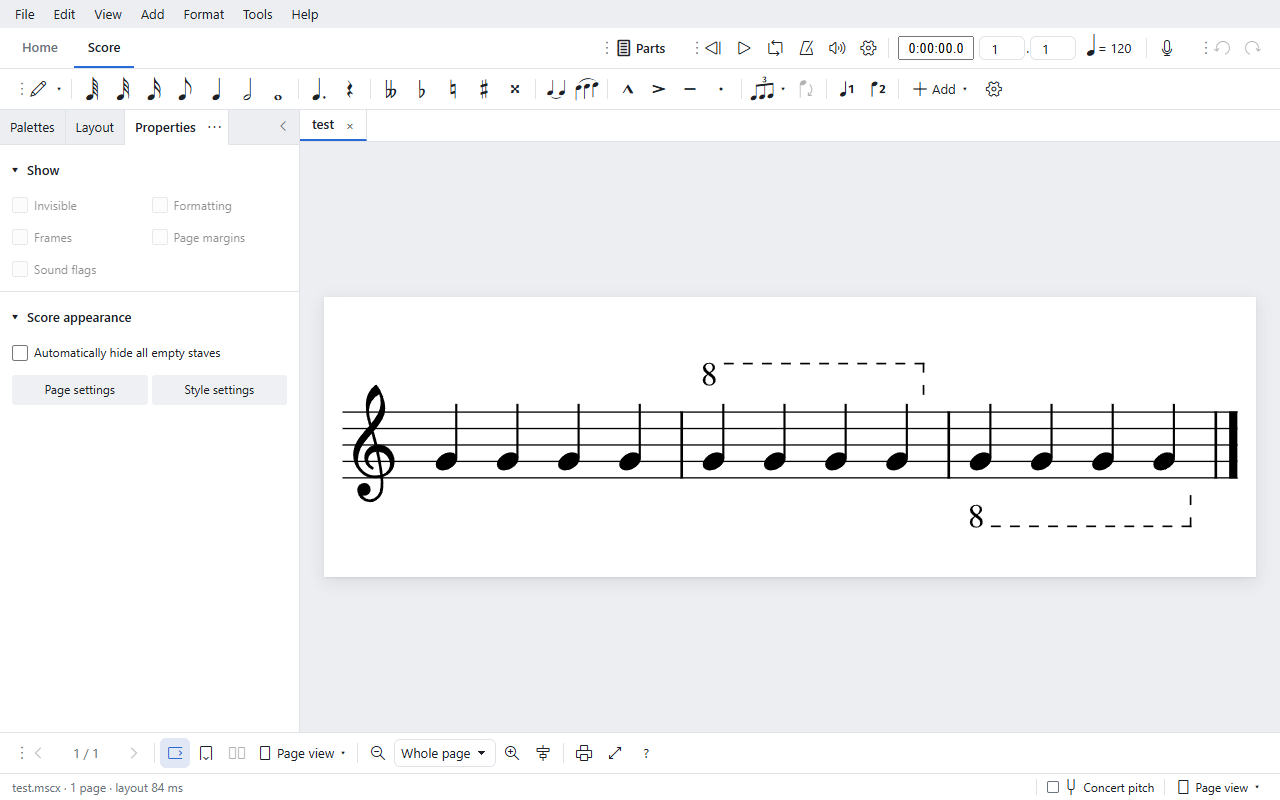 File Edit View Add Format Tools Help
Home Score Parts 0:00:00.0 1 . 1 = 120
3 1 2 Add
Palettes Layout Properties ··· test ×
Show
Invisible Formatting
Frames Page margins
Sound flags
Score appearance
Automatically hide all empty staves
Page settings Style settings
8
8
1 / 1 Page view Whole page ?
test.mscx · 1 page · layout 84 ms Concert pitch Page view